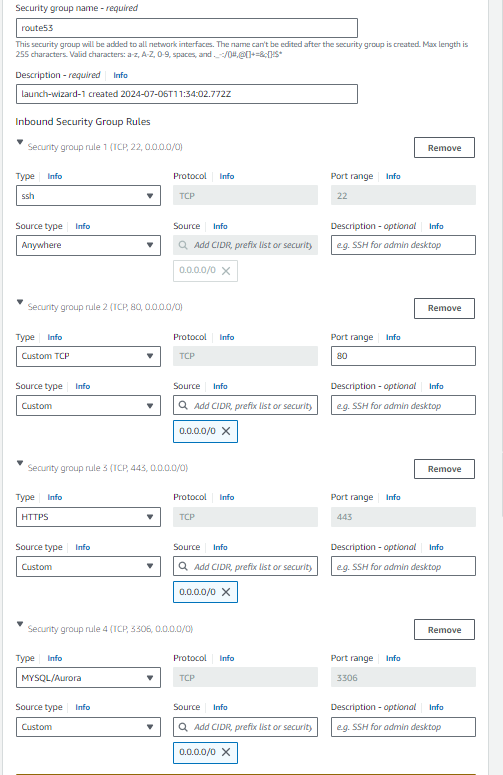 Security group name - required
route53
This security group will be added to all network interfaces. The name can't be edited after the security group is created. Max length is
255 characters. Valid characters: a-z, A-Z, 0-9, spaces, and ._-:/()#,@[]+=&;{}!$*
Description - required Info
launch-wizard-1 created 2024-07-06T11:34:02.772Z
Inbound Security Group Rules
Security group rule 1 (TCP, 22, 0.0.0.0/0) Remove
Type Info Protocol Info Port range Info
ssh TCP 22
Source type Info Source Info Description - optional Info
Anywhere Add CIDR, prefix list or security e.g. SSH for admin desktop
0.0.0.0/0
Security group rule 2 (TCP, 80, 0.0.0.0/0) Remove
Type Info Protocol Info Port range Info
Custom TCP TCP 80
Source type Info Source Info Description - optional Info
Custom Add CIDR, prefix list or security e.g. SSH for admin desktop
0.0.0.0/0
Security group rule 3 (TCP, 443, 0.0.0.0/0) Remove
Type Info Protocol Info Port range Info
HTTPS TCP 443
Source type Info Source Info Description - optional Info
Custom Add CIDR, prefix list or security e.g. SSH for admin desktop
0.0.0.0/0
Security group rule 4 (TCP, 3306, 0.0.0.0/0) Remove
Type Info Protocol Info Port range Info
MYSQL/Aurora TCP 3306
Source type Info Source Info Description - optional Info
Custom Add CIDR, prefix list or security e.g. SSH for admin desktop
0.0.0.0/0